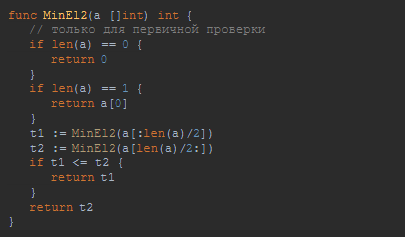 func MinEl2(a []int) int {
    // только для первичной проверки
    if len(a) == 0 {
        return 0
    }
    if len(a) == 1 {
        return a[0]
    }
    t1 := MinEl2(a[:len(a)/2])
    t2 := MinEl2(a[len(a)/2:])
    if t1 <= t2 {
        return t1
    }
    return t2
}